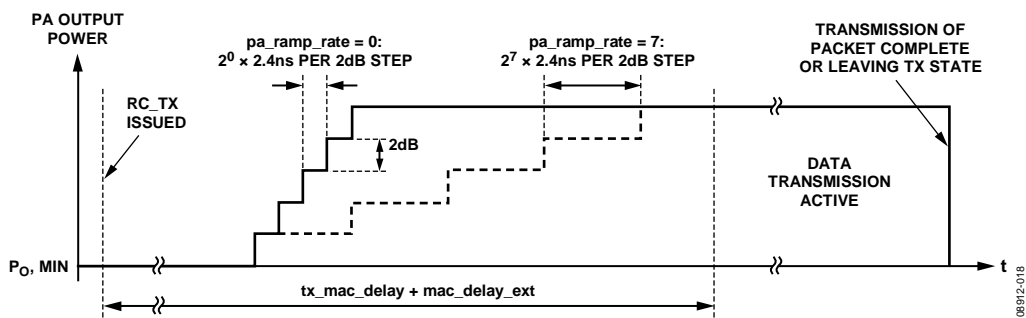 PA OUTPUT
POWER
pa_ramp_rate = 0:
2⁰ × 2.4ns PER 2dB STEP
pa_ramp_rate = 7:
2⁷ × 2.4ns PER 2dB STEP
TRANSMISSION OF
PACKET COMPLETE
OR LEAVING TX STATE
RC_TX
ISSUED
2dB
DATA
TRANSMISSION
ACTIVE
P_O, MIN
t
tx_mac_delay + mac_delay_ext
08912-018